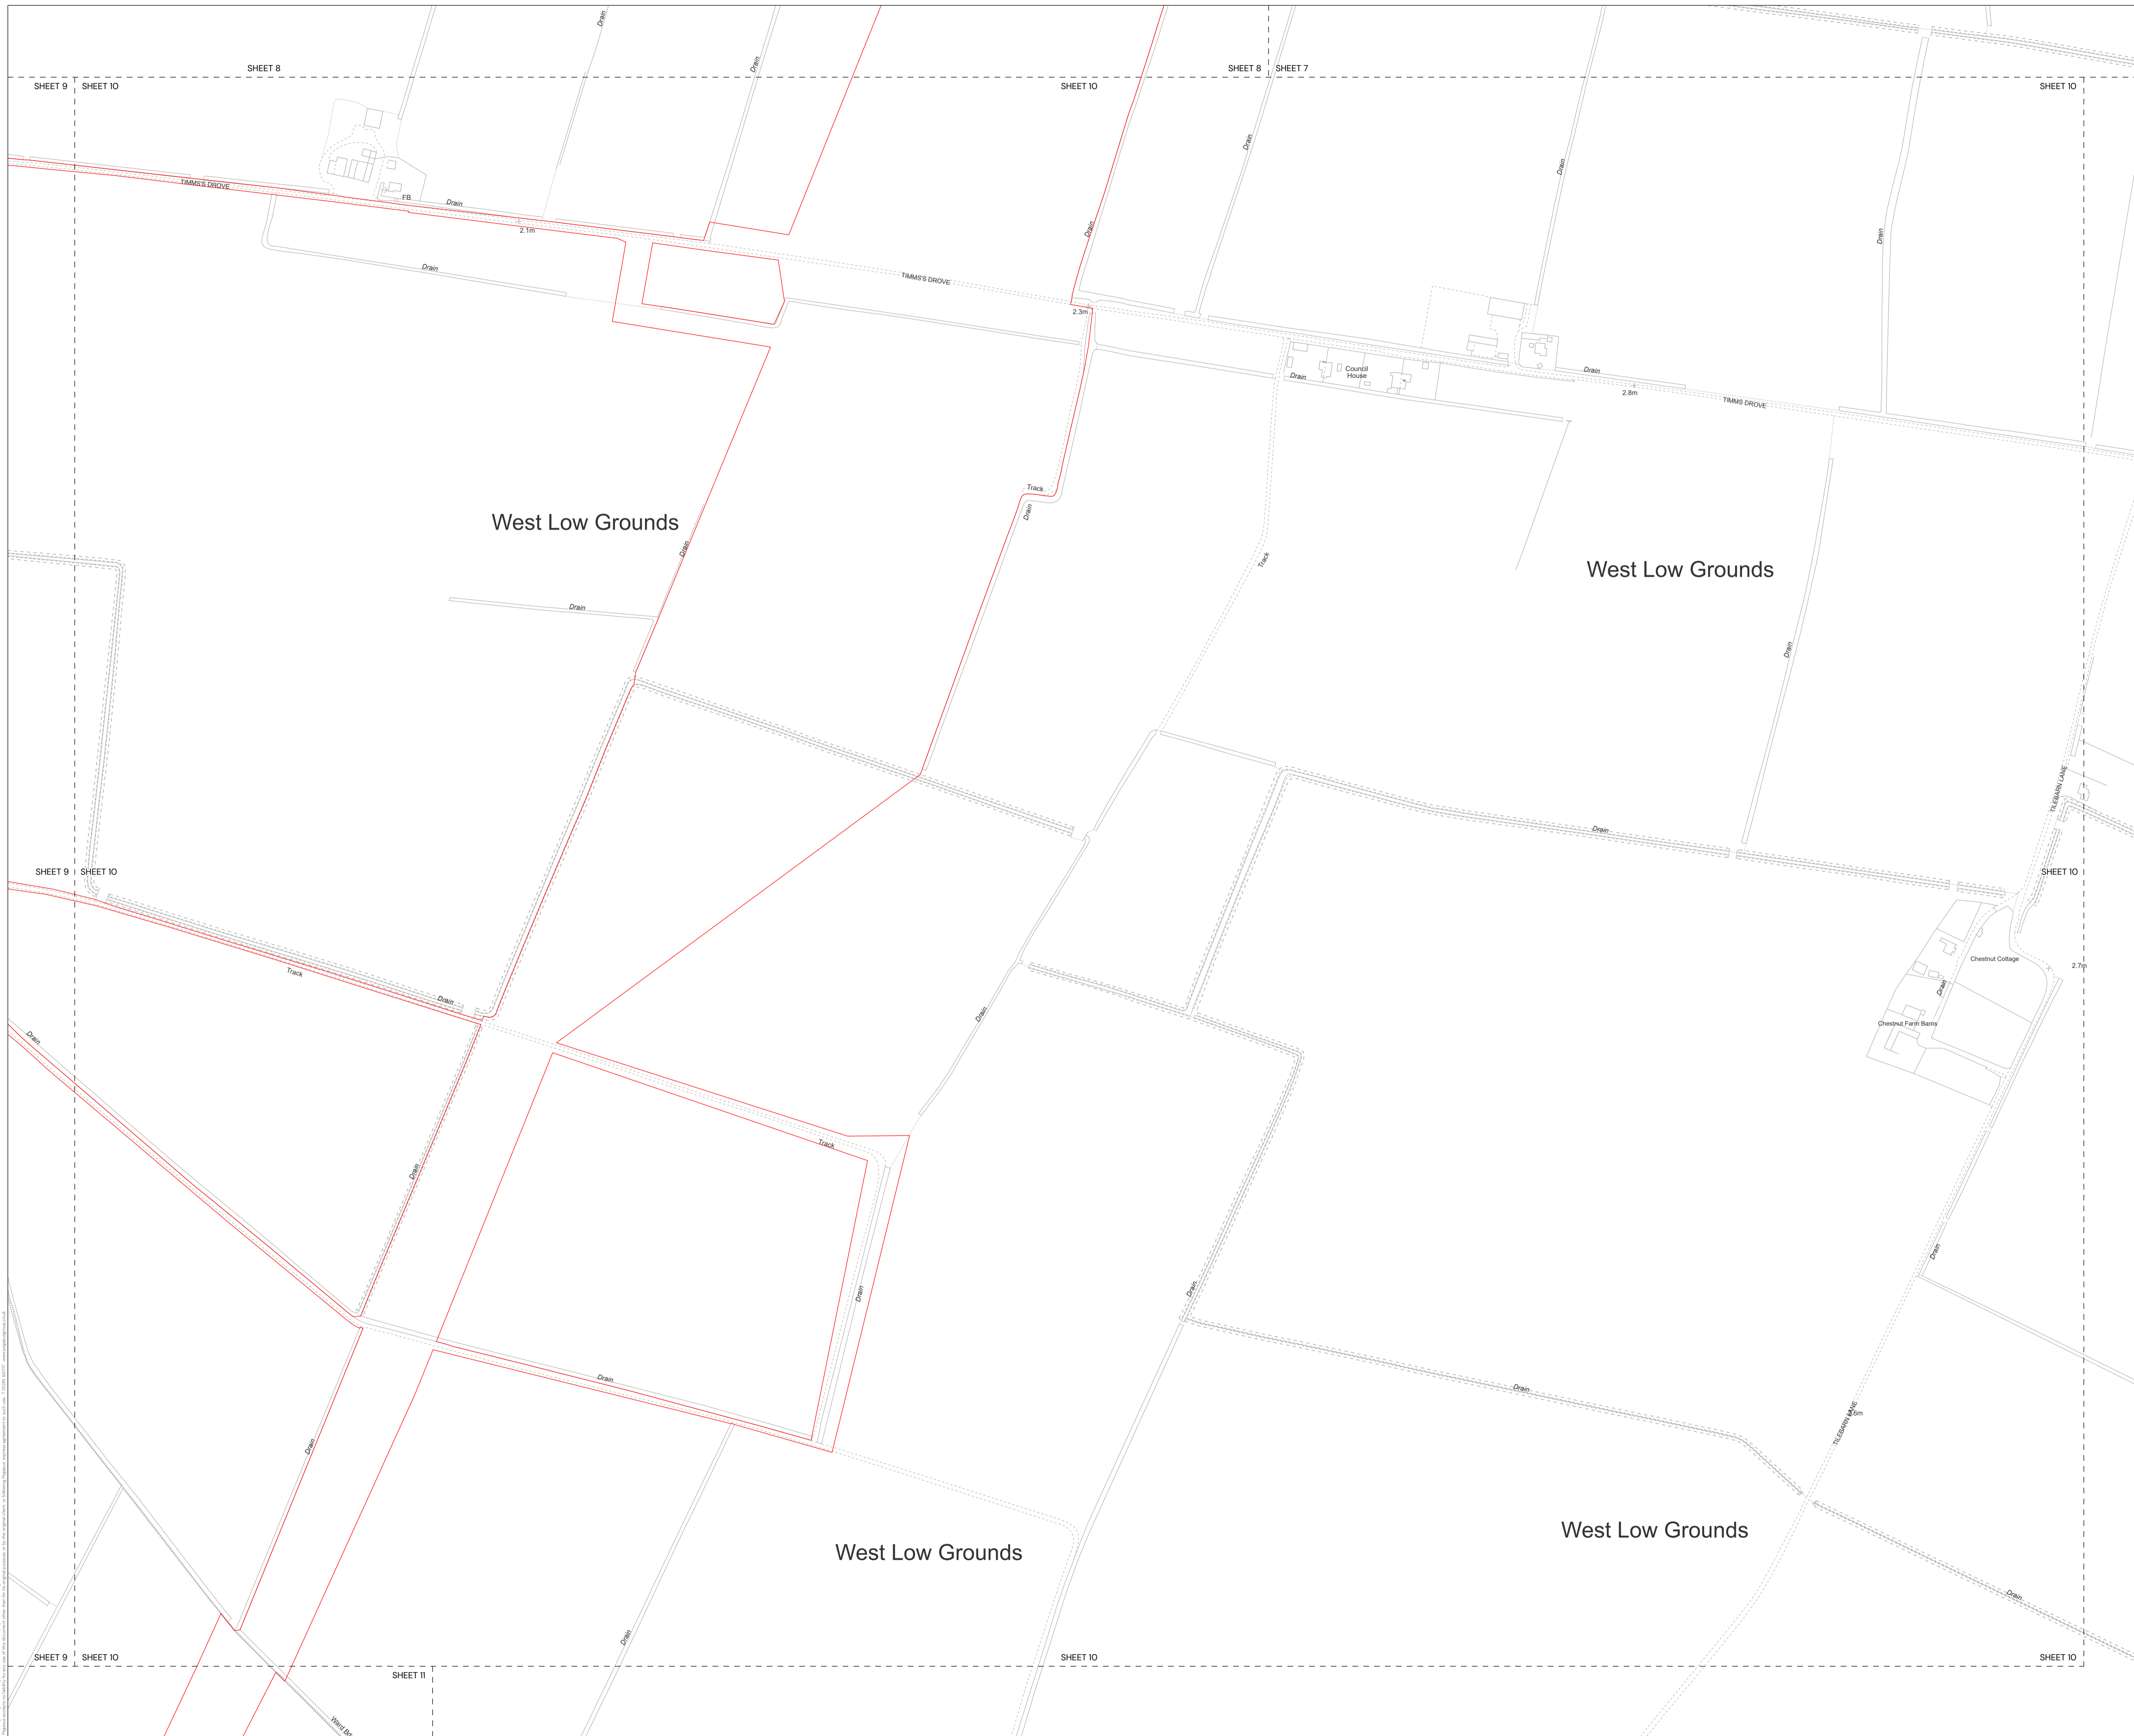 Drain
Drain
SHEET 8
SHEET 8
SHEET 7
SHEET 9
SHEET 10
SHEET 10
SHEET 10
Drain
Drain
TIMMS'S DROVE
FB
Drain
2.1m
Drain
Drain
Drain
TIMMS'S DROVE
2.3m
Council
House
Drain
Drain
2.8m
TIMMS DROVE
Track
Drain
West Low Grounds
Drain
Track
West Low Grounds
Drain
Drain
TILEBARN LANE
Drain
SHEET 9
SHEET 10
SHEET 10
Chestnut Cottage
2.7m
Track
Drain
Drain
Drain
Chestnut Farm Barns
Drain
Track
Drain
Drain
Drain
Drain
Drain
Drain
TILEBARN LANE
Drain
West Low Grounds
West Low Grounds
Drain
Drain
SHEET 9
SHEET 10
SHEET 10
SHEET 10
SHEET 11
Ward Bdy